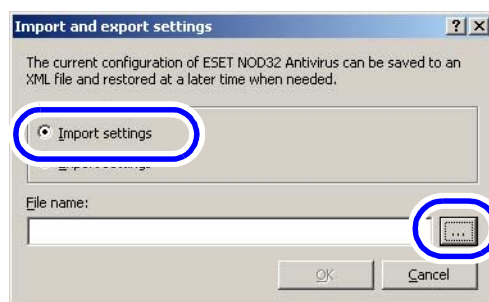 Import and export settings
The current configuration of ESET NOD32 Antivirus can be saved to an
XML file and restored at a later time when needed.
Import settings
File name:
...
OK
Cancel